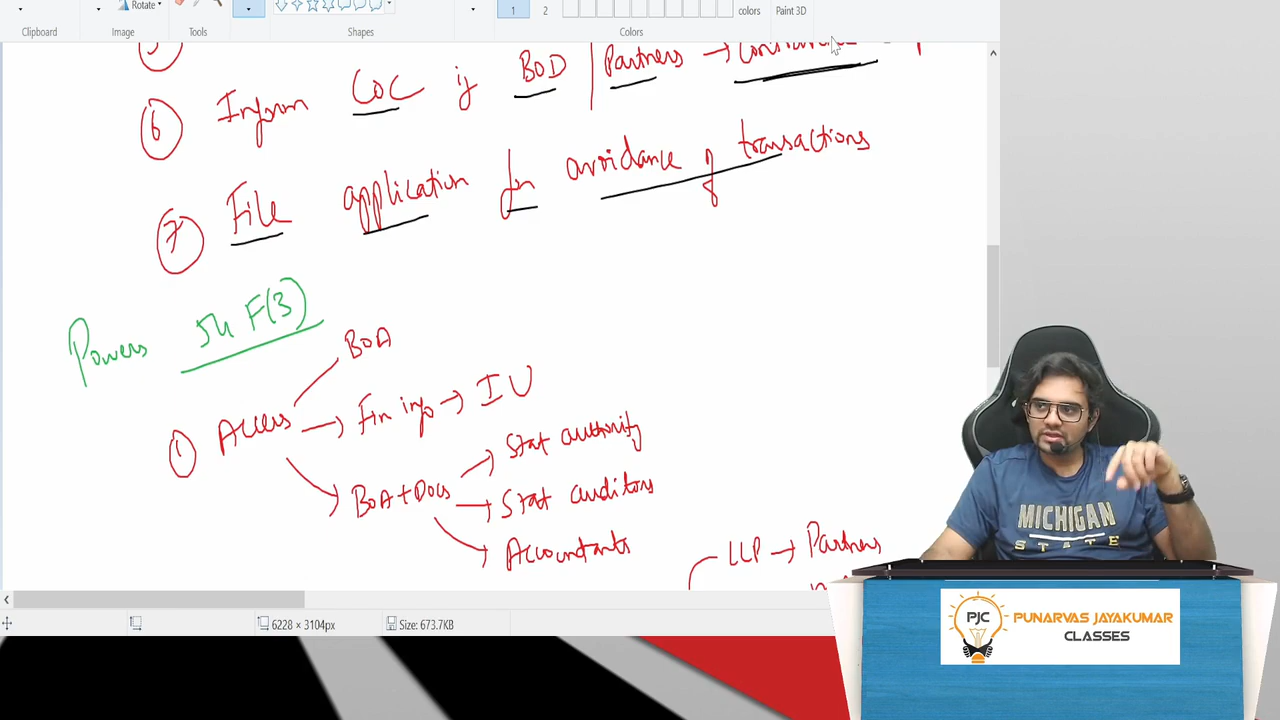 Rotate
1 2 colors Paint 3D
Clipboard Image Tools Shapes Colors
6 Inform COC if BOD | Partners →
7 File application for avoidance of transactions
Powers 54 F(3)
1 Access BOA
→ Fin info → IU
BOA+Docs → Stat authority
→ Stat auditors
Accountants
LLP → Partners
6228 × 3104px Size: 673.7KB
MICHIGAN
STATE
PJC PUNARVAS JAYAKUMAR
CLASSES